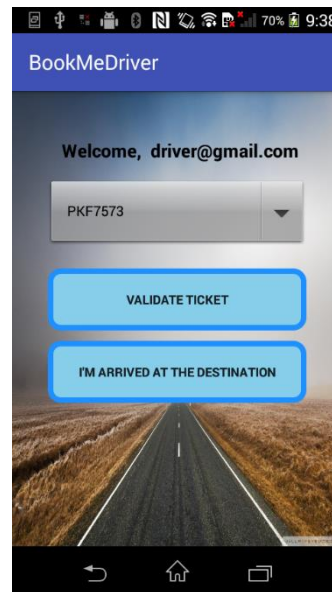 70% 9:38
BookMeDriver
Welcome, driver@gmail.com
PKF7573
VALIDATE TICKET
I'M ARRIVED AT THE DESTINATION